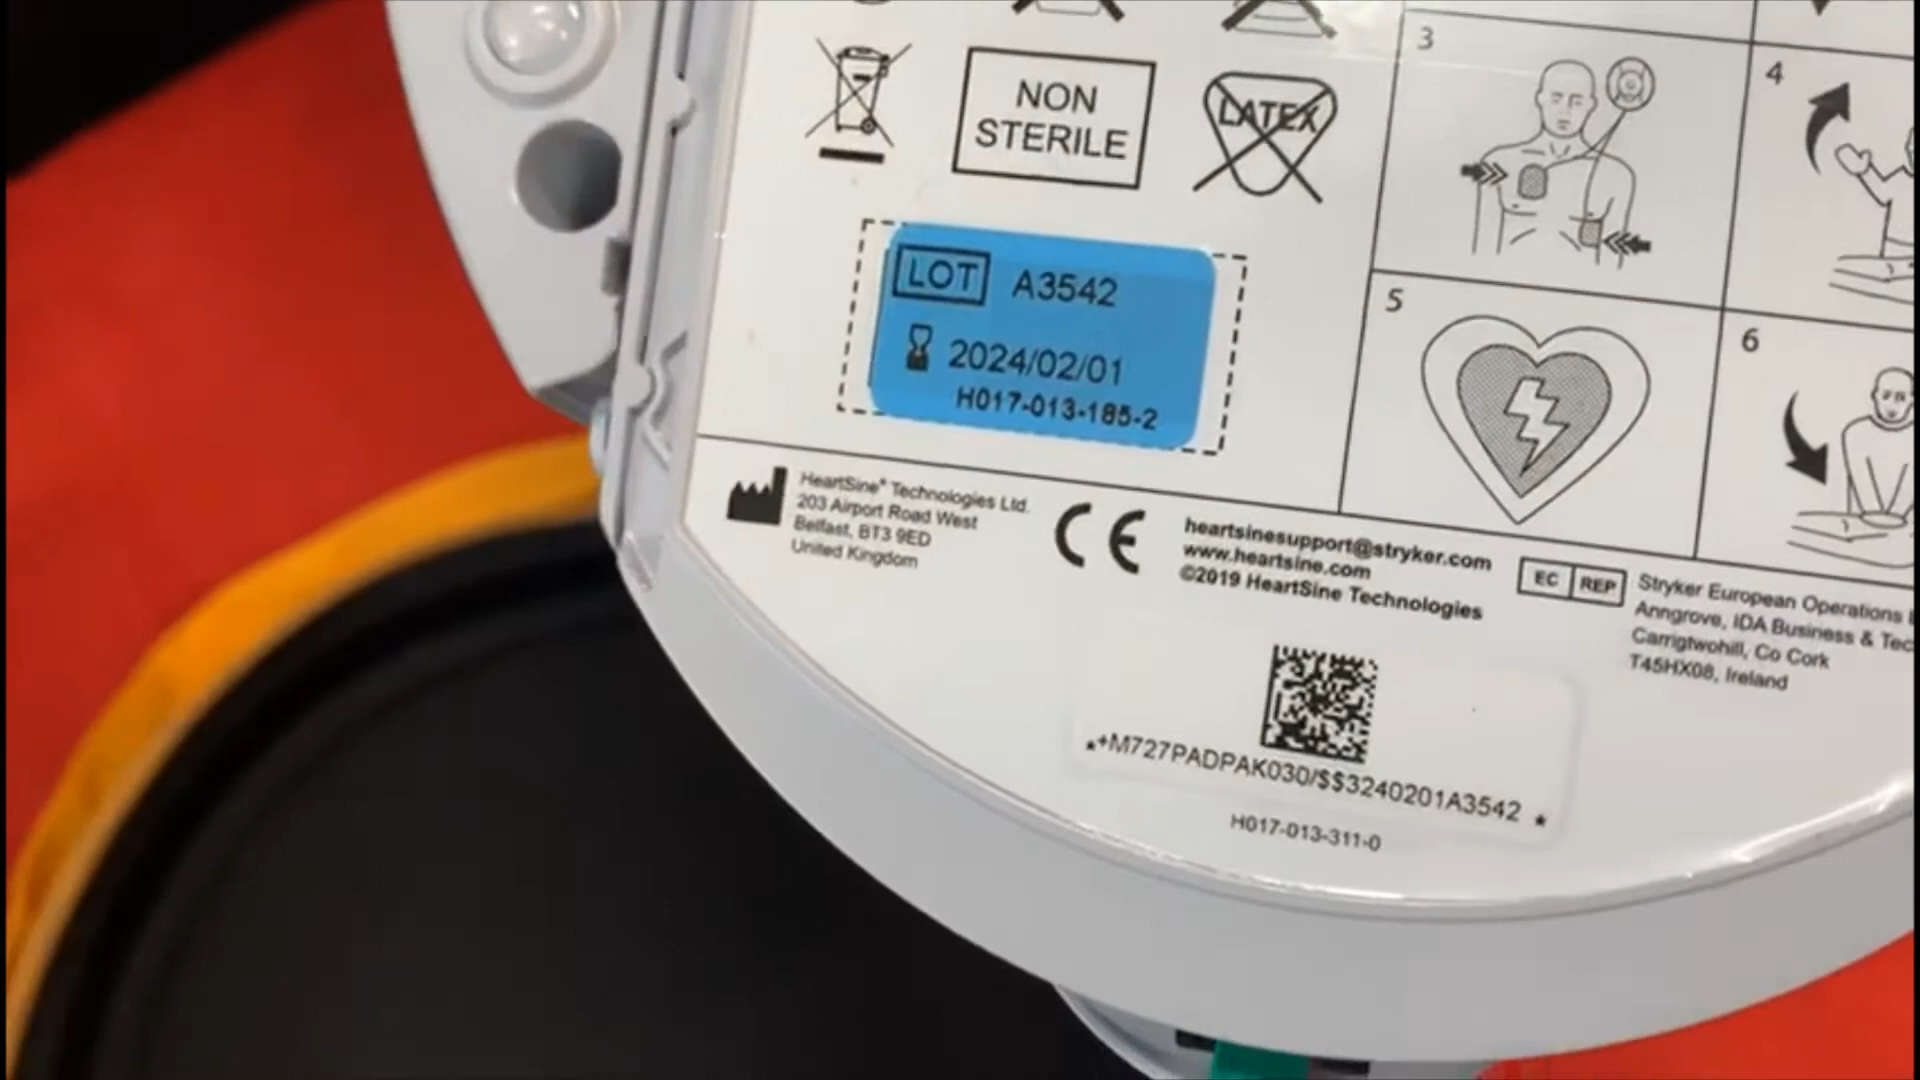 NON
STERILE
LATEX
LOT A3542
2024/02/01
H017-013-185-2
3
4
5
6
HeartSine® Technologies Ltd.
203 Airport Road West
Belfast, BT3 9ED
United Kingdom
CE
heartsinesupport@stryker.com
www.heartsine.com
©2019 HeartSine Technologies
EC REP
Stryker European Operations
Anngrove, IDA Business & Tec
Carrigtwohill, Co Cork
T45HX08, Ireland
*+M727PADPAK030/$$3240201A3542 *
H017-013-311-0